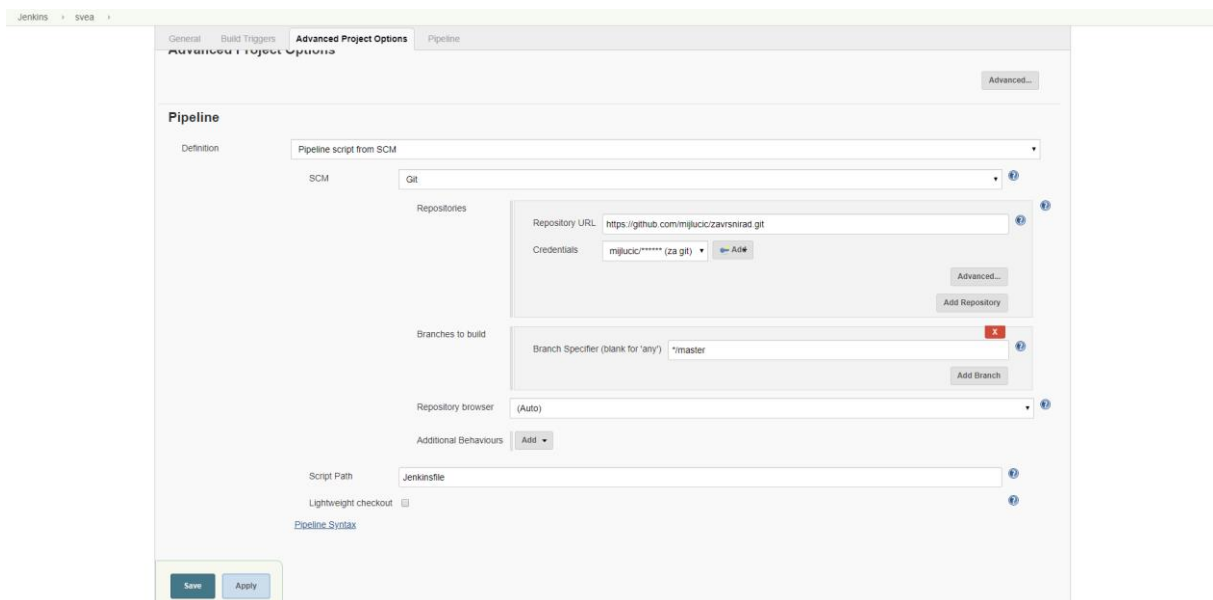 Jenkins › svea ›
General Build Triggers Advanced Project Options Pipeline
Advanced Project Options
Advanced...
Pipeline
Definition Pipeline script from SCM
SCM Git
Repositories
Repository URL https://github.com/mijlucic/zavrsnirad.git
Credentials mijlucic/****** (za git) Add
Advanced...
Add Repository
Branches to build X
Branch Specifier (blank for 'any') */master
Add Branch
Repository browser (Auto)
Additional Behaviours Add
Script Path Jenkinsfile
Lightweight checkout
Pipeline Syntax
Save Apply